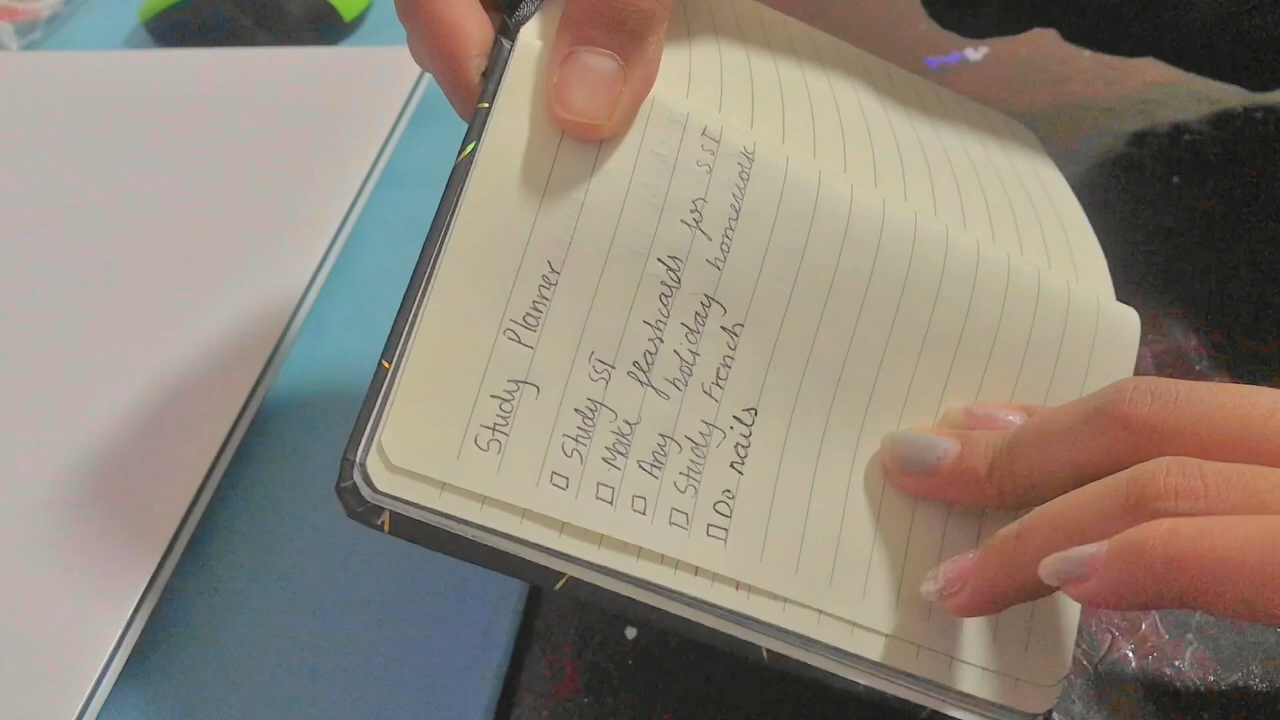 Study Planner
□ Study SST
□ Make flashcards for SST
□ Any holiday homework
□ Study French
□ Do nails